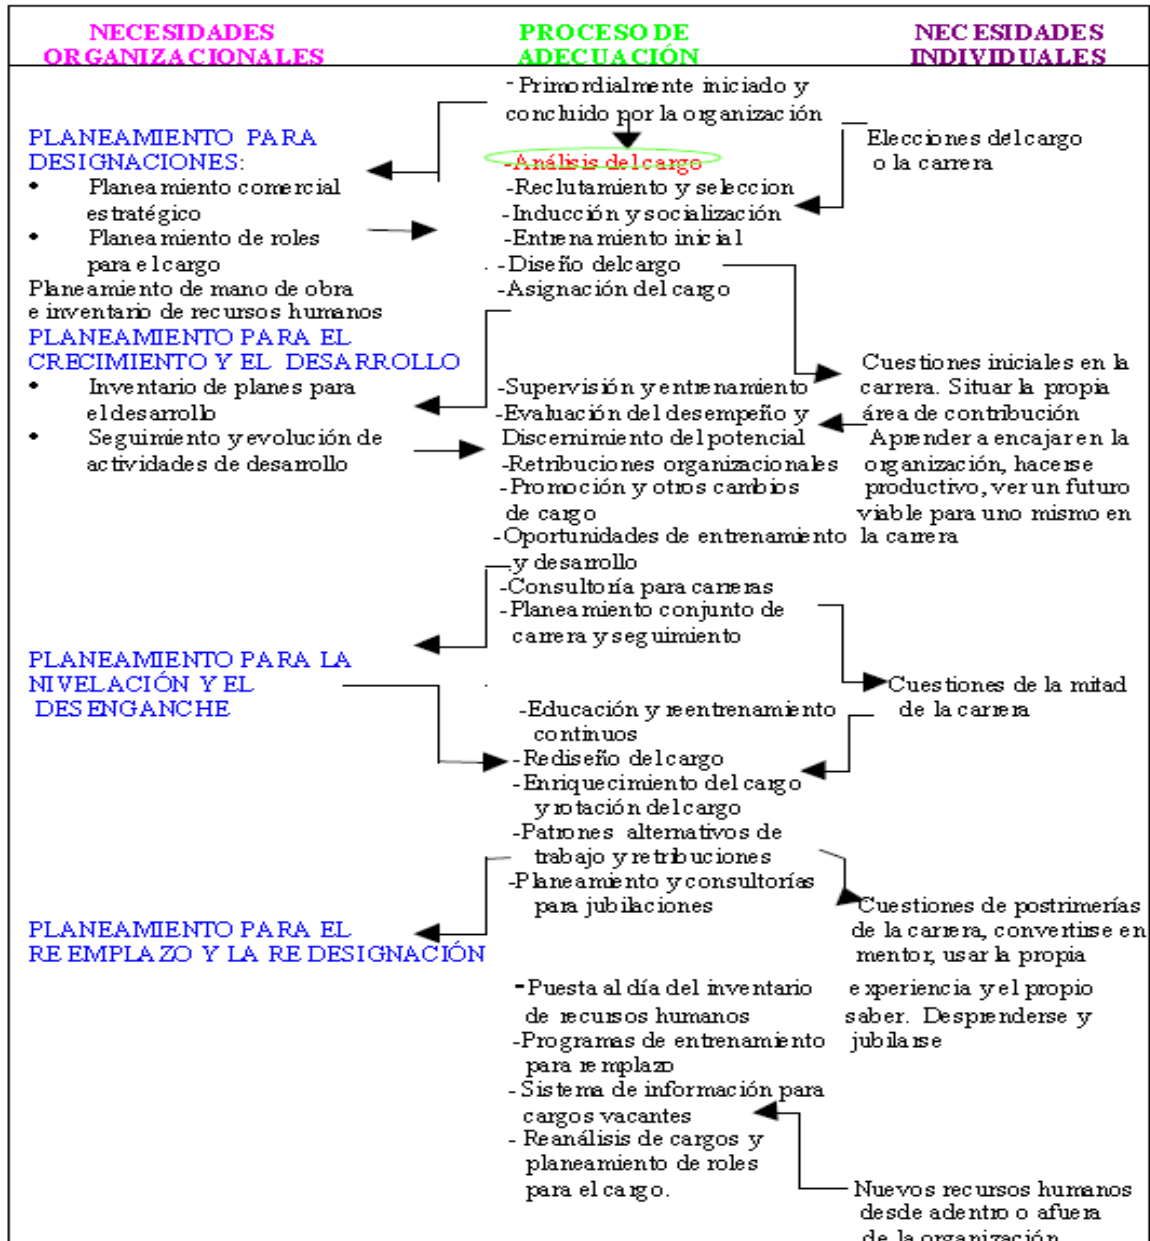 NECESIDADES
ORGANIZACIONALES
PROCESO DE
ADECUACIÓN
NECESIDADES
INDIVIDUALES
PLANEAMIENTO PARA
DESIGNACIONES:
• Planeamiento comercial
estratégico
• Planeamiento de roles
para el cargo
Planeamiento de mano de obra
e inventario de recursos humanos
PLANEAMIENTO PARA EL
CRECIMIENTO Y EL DESARROLLO
• Inventario de planes para
el desarrollo
• Seguimiento y evolución de
actividades de desarrollo
PLANEAMIENTO PARA LA
NIVELACIÓN Y EL
DESENGANCHE
PLANEAMIENTO PARA EL
REEMPLAZO Y LA REDESIGNACIÓN
- Primordialmente iniciado y
concluido por la organización
-Análisis del cargo
-Reclutamiento y seleccion
-Inducción y socialización
-Entrenamiento inicial
-Diseño del cargo
-Asignación del cargo
-Supervisión y entrenamiento
-Evaluación del desempeño y
Discernimiento del potencial
-Retribuciones organizacionales
-Promoción y otros cambios
de cargo
-Oportunidades de entrenamiento
y desarrollo
-Consultoría para carreras
-Planeamiento conjunto de
carrera y seguimiento
-Educación y reentrenamiento
continuos
-Rediseño del cargo
-Enriquecimiento del cargo
y rotación del cargo
-Patrones alternativos de
trabajo y retribuciones
-Planeamiento y consultorías
para jubilaciones
-Puesta al día del inventario
de recursos humanos
-Programas de entrenamiento
para remplazo
-Sistema de información para
cargos vacantes
- Reanálisis de cargos y
planeamiento de roles
para el cargo.
Elecciones del cargo
o la carrera
Cuestiones iniciales en la
carrera. Situar la propia
área de contribución
Aprender a encajar en la
organización, hacerse
productivo, ver un futuro
viable para uno mismo en
la carrera
Cuestiones de la mitad
de la carrera
Cuestiones de postrimerías
de la carrera, convertirse en
mentor, usar la propia
experiencia y el propio
saber. Desprenderse y
jubilarse
Nuevos recursos humanos
desde adentro o afuera
de la organización